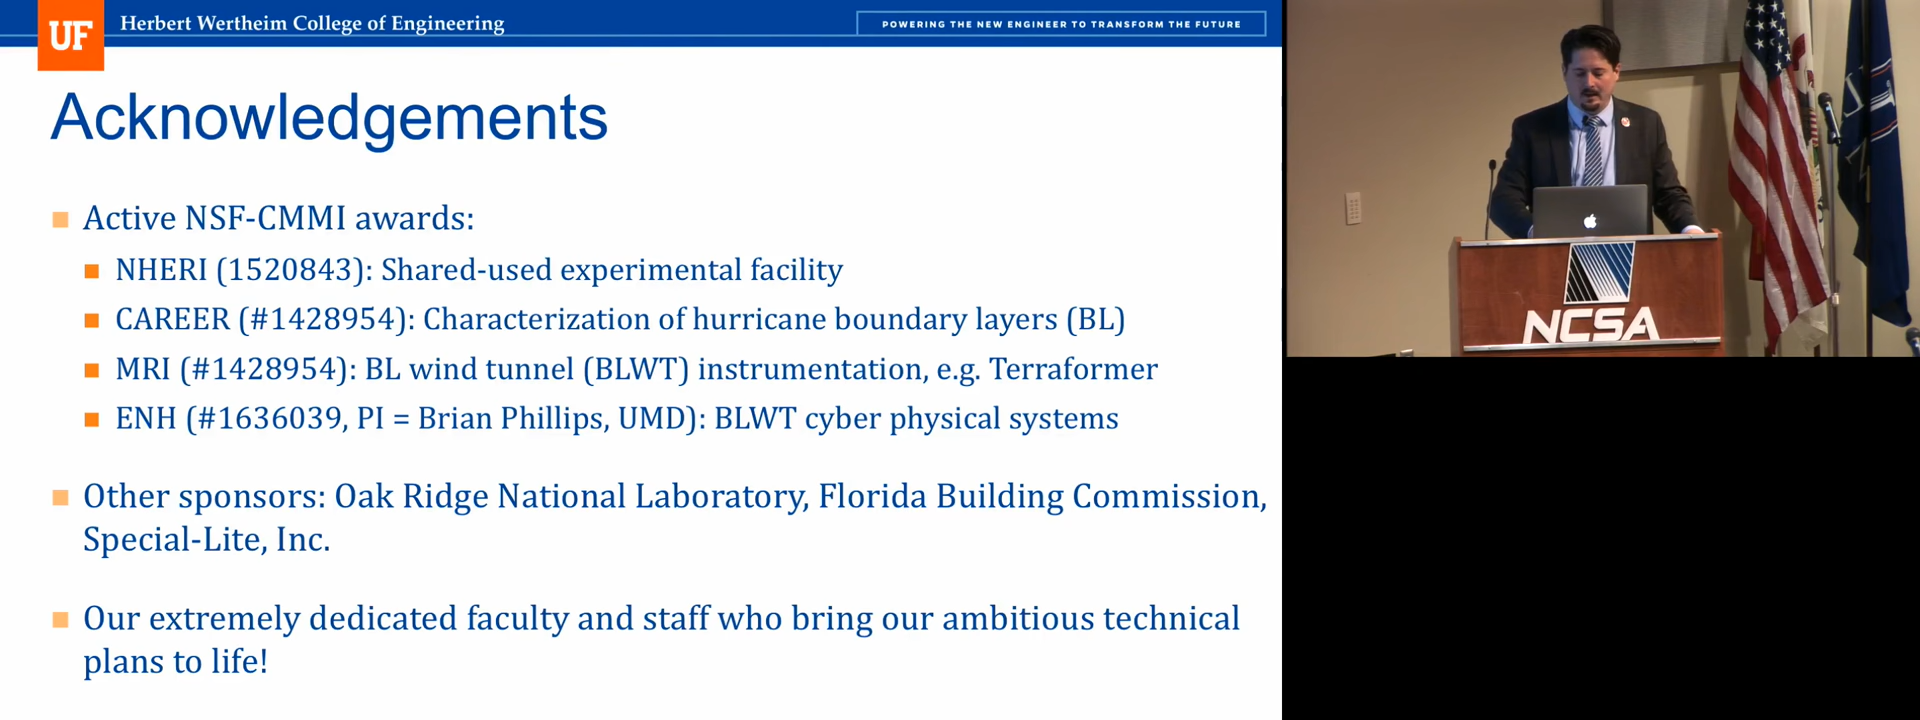 UF
Herbert Wertheim College of Engineering
POWERING THE NEW ENGINEER TO TRANSFORM THE FUTURE
Acknowledgements
Active NSF-CMMI awards:
NHERI (1520843): Shared-used experimental facility
CAREER (#1428954): Characterization of hurricane boundary layers (BL)
MRI (#1428954): BL wind tunnel (BLWT) instrumentation, e.g. Terraformer
ENH (#1636039, PI = Brian Phillips, UMD): BLWT cyber physical systems
Other sponsors: Oak Ridge National Laboratory, Florida Building Commission,
Special-Lite, Inc.
Our extremely dedicated faculty and staff who bring our ambitious technical
plans to life!
NCSA